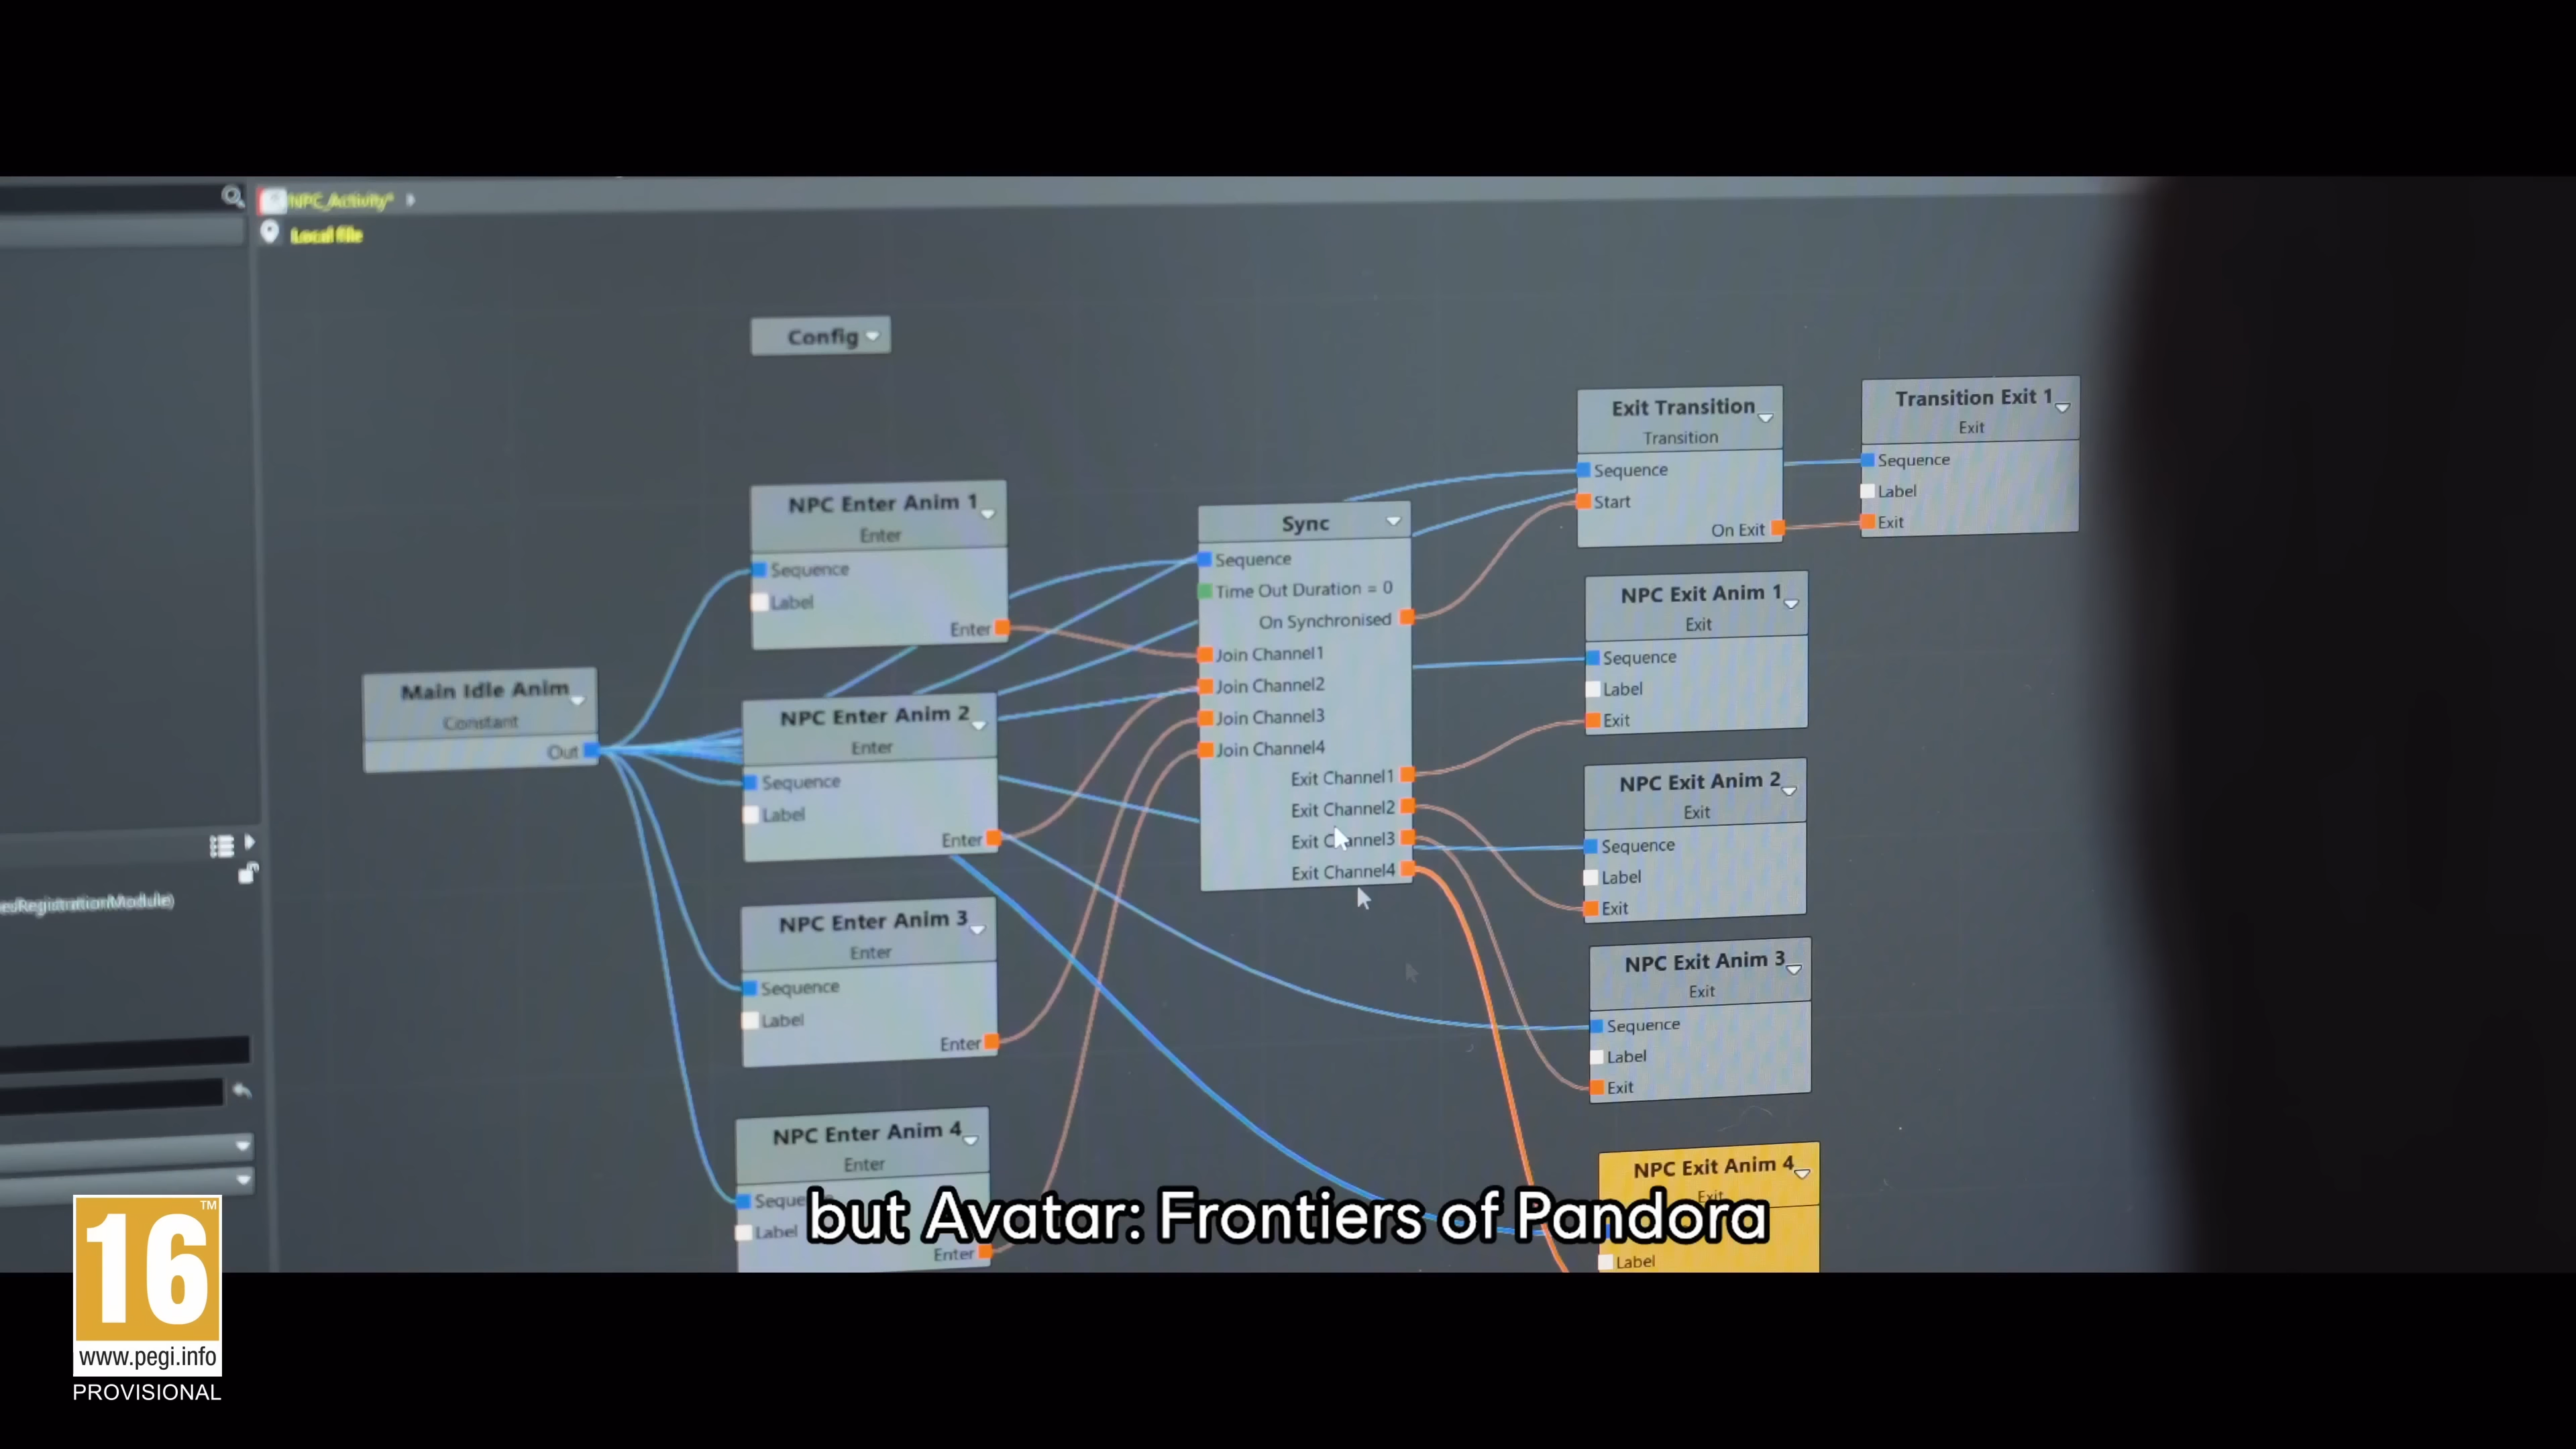 NPC_Activity*
Local file
Config
Exit Transition
Transition
Sequence
Start
On Exit
Transition Exit 1
Exit
Sequence
Label
Exit
NPC Enter Anim 1
Enter
Sequence
Label
Enter
Sync
Sequence
Time Out Duration = 0
On Synchronised
Join Channel1
Join Channel2
Join Channel3
Join Channel4
Exit Channel1
Exit Channel2
Exit Channel3
Exit Channel4
NPC Exit Anim 1
Exit
Sequence
Label
Exit
Main Idle Anim
Constant
Out
NPC Enter Anim 2
Enter
Sequence
Label
Enter
NPC Exit Anim 2
Exit
Sequence
Label
Exit
NPC Enter Anim 3
Enter
Sequence
Label
Enter
NPC Exit Anim 3
Exit
Sequence
Label
Exit
NPC Enter Anim 4
Enter
Label
Enter
NPC Exit Anim 4
Exit
Label
but Avatar: Frontiers of Pandora
16™
www.pegi.info
PROVISIONAL